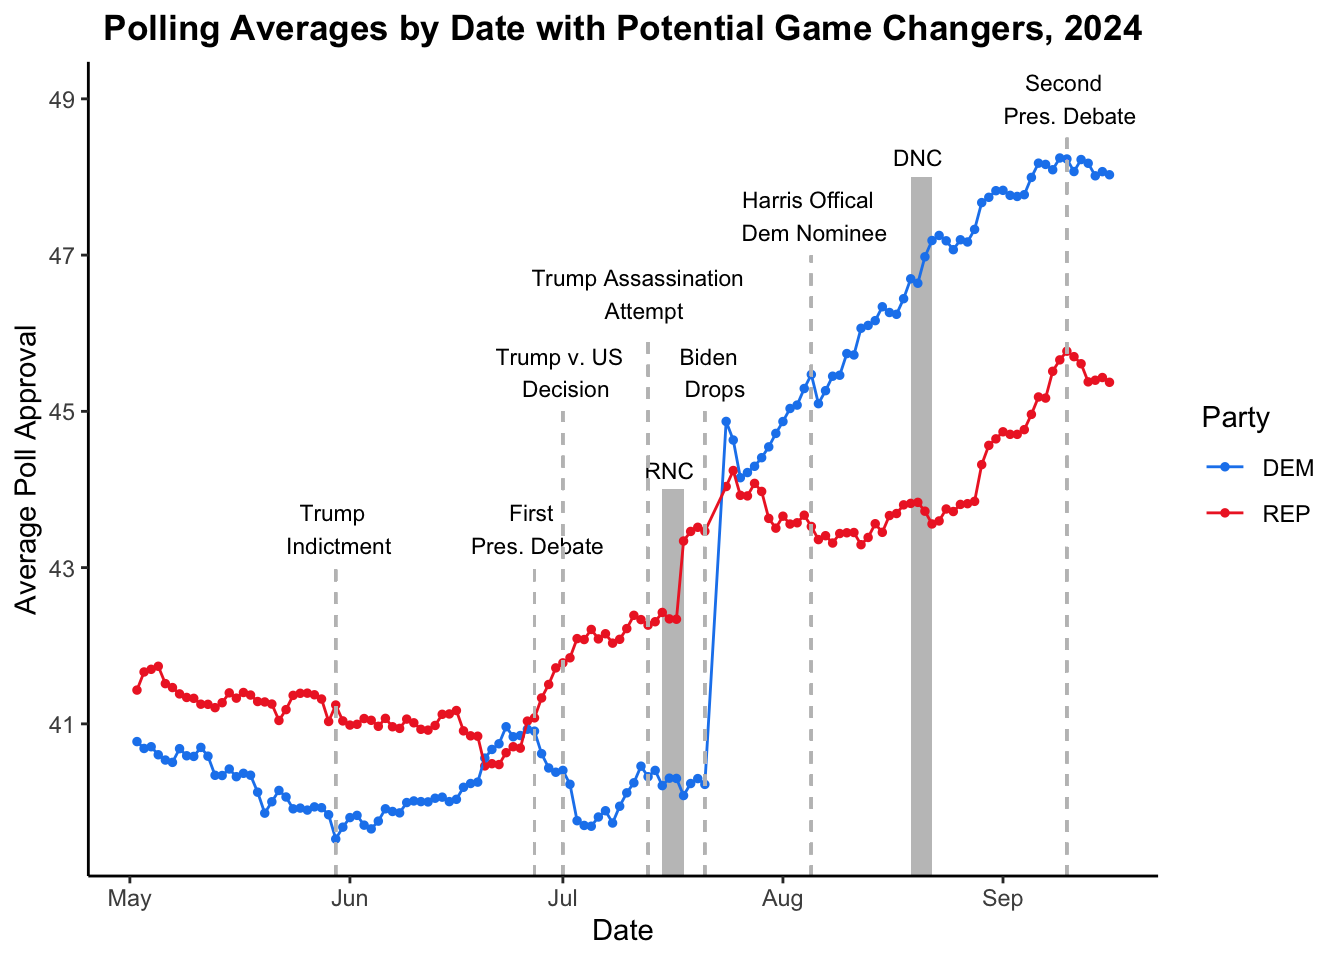 Polling Averages by Date with Potential Game Changers, 2024
Average Poll Approval
49
47
45
43
41
Second
Pres. Debate
DNC
Harris Offical
Dem Nominee
Trump Assassination
Attempt
Trump v. US
Decision
Biden
Drops
RNC
Trump
Indictment
First
Pres. Debate
May
Jun
Jul
Aug
Sep
Date
Party
DEM
REP